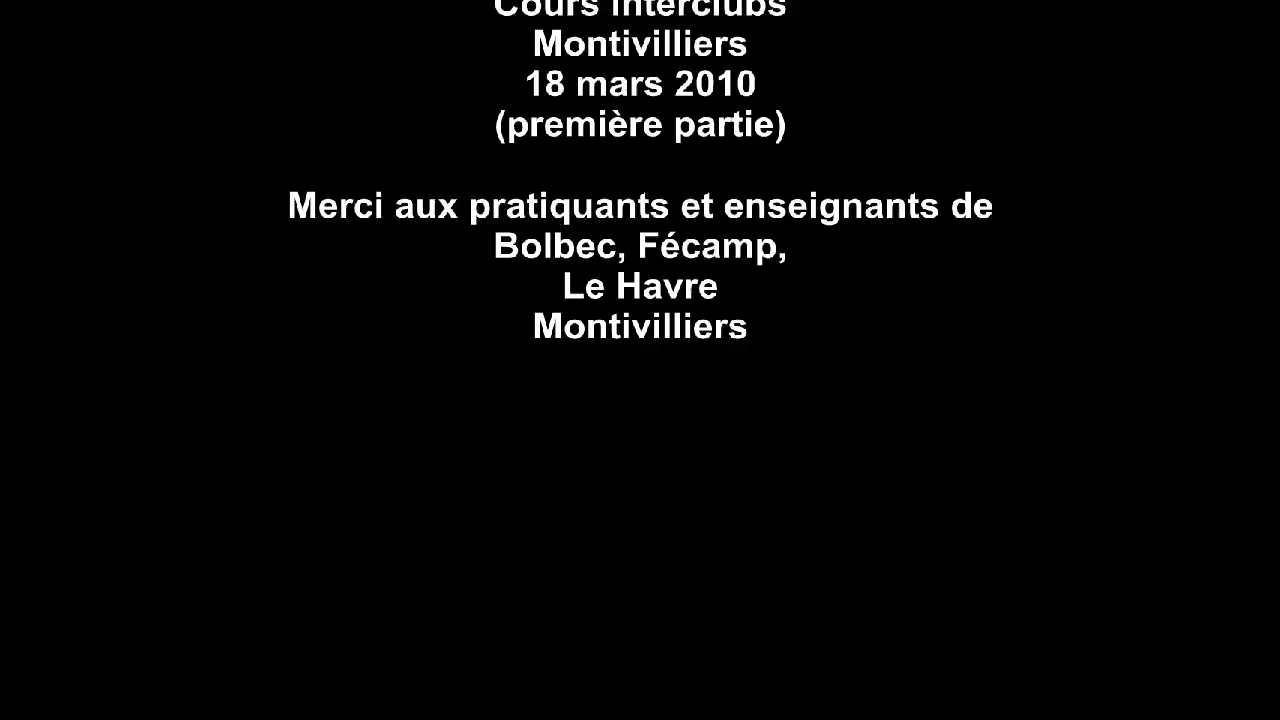 Cours interclubs
Montivilliers
18 mars 2010
(première partie)
Merci aux pratiquants et enseignants de
Bolbec, Fécamp,
Le Havre
Montivilliers